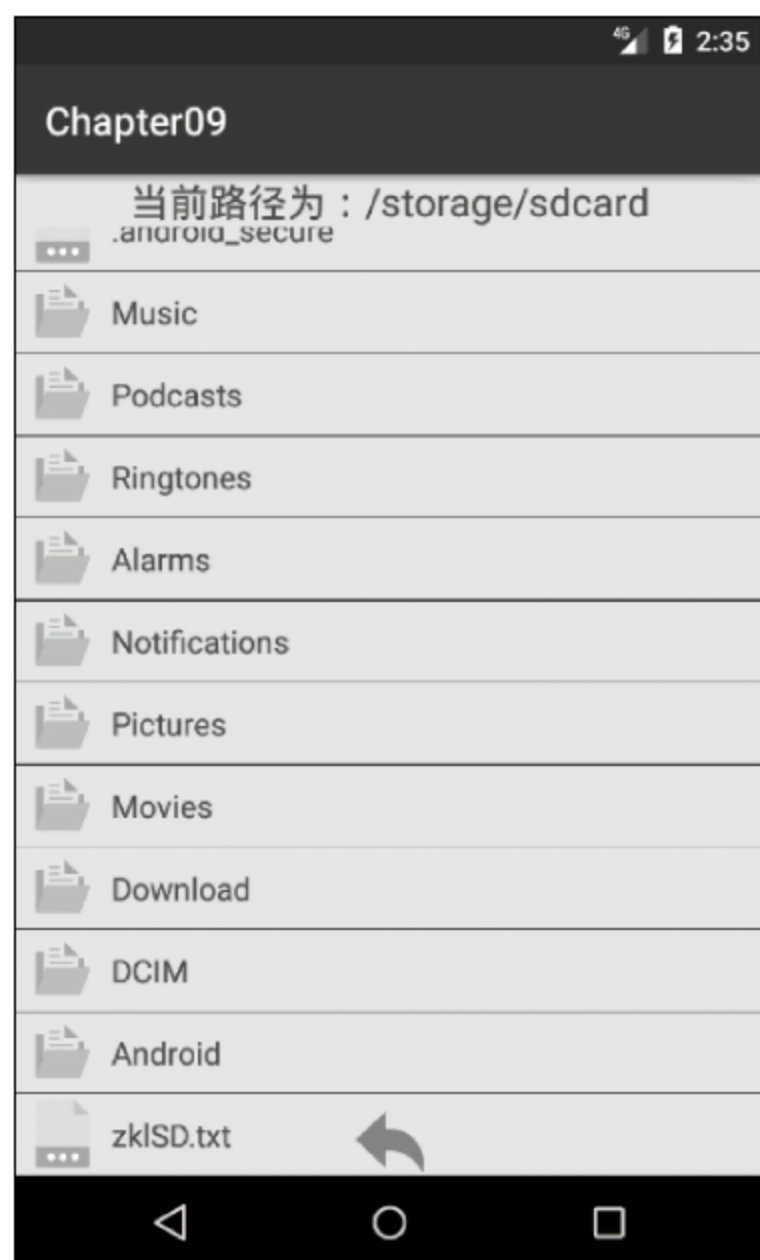 4G 2:35
Chapter09
当前路径为：/storage/sdcard
.android_secure
Music
Podcasts
Ringtones
Alarms
Notifications
Pictures
Movies
Download
DCIM
Android
zklSD.txt